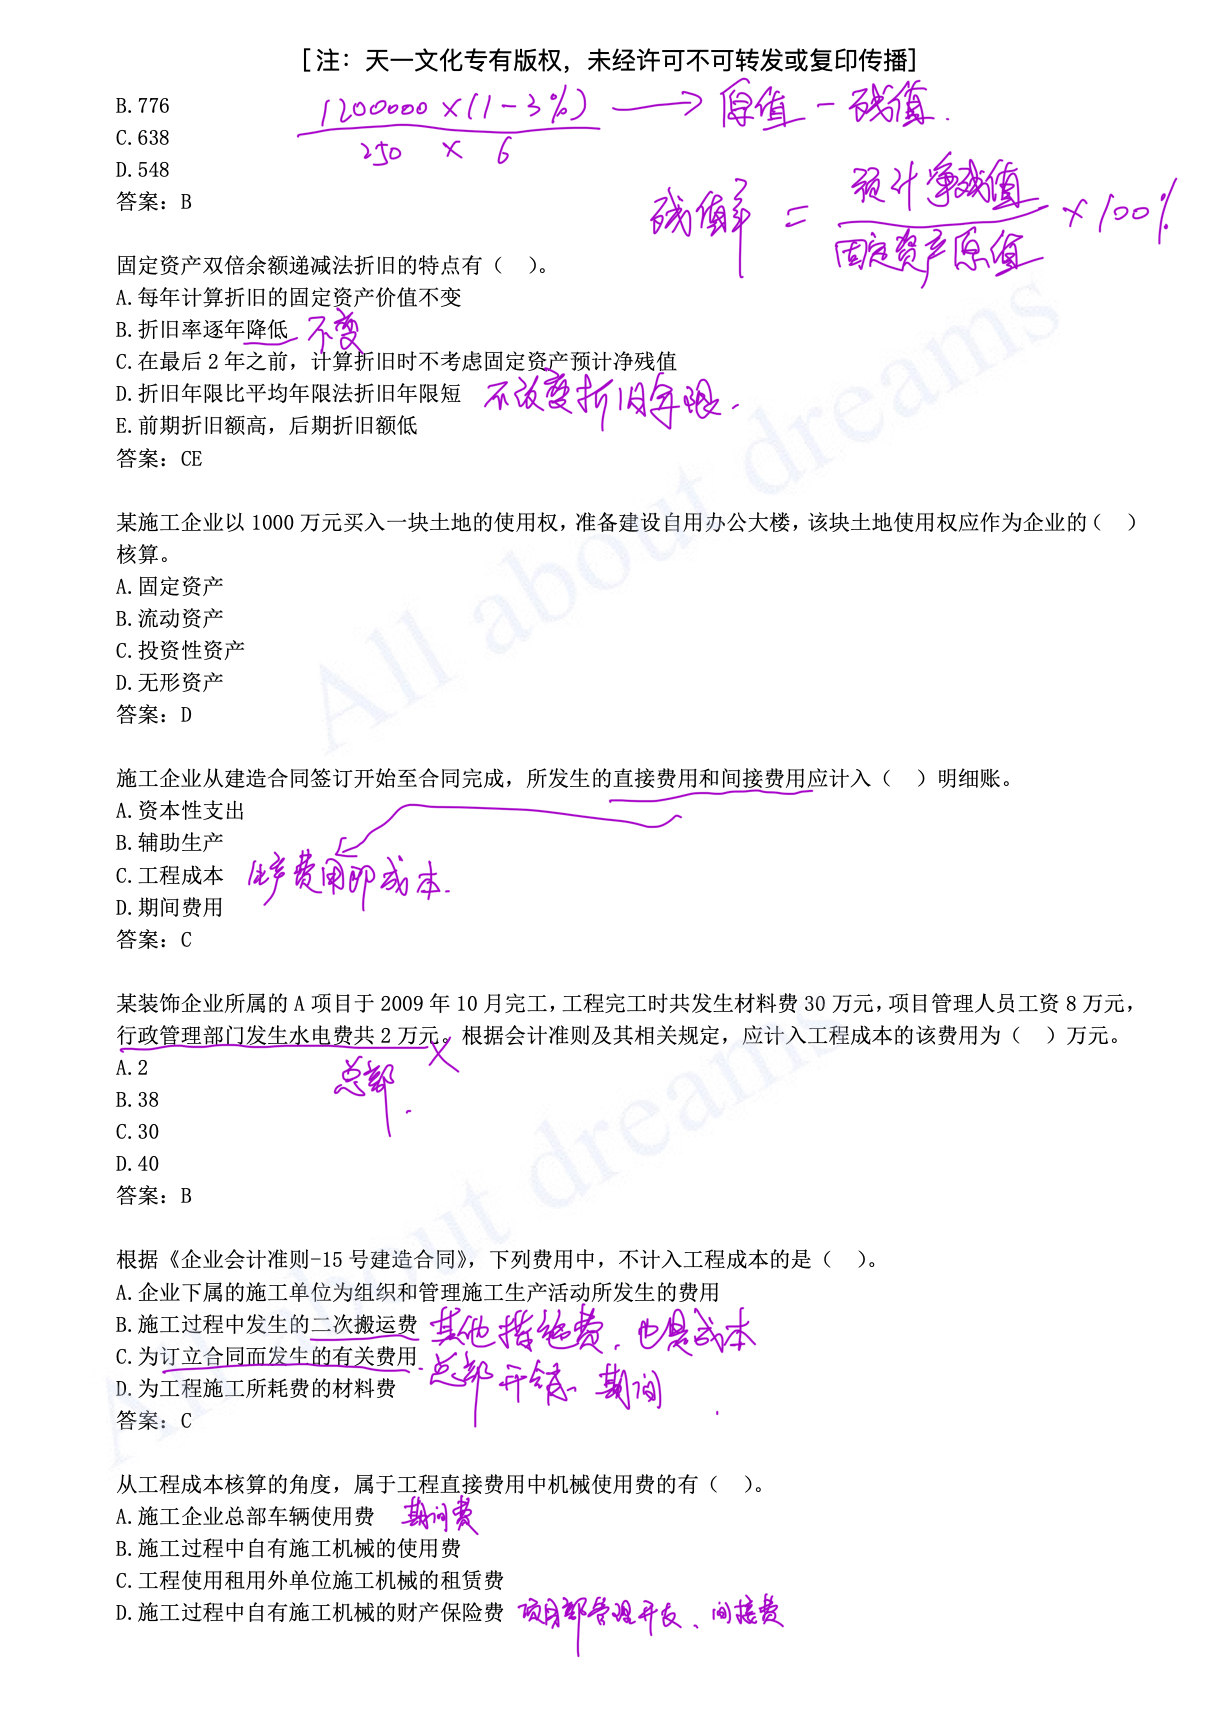 [注：天一文化专有版权，未经许可不可转发或复印传播]
B.776
1200000×(1-3%) → 原值-残值.
C.638
250 × 6
D.548
答案：B
残值率 = 预计净残值 / 固定资产原值 ×100%
固定资产双倍余额递减法折旧的特点有（ ）。
A.每年计算折旧的固定资产价值不变
B.折旧率逐年降低 不变
C.在最后 2 年之前，计算折旧时不考虑固定资产预计净残值
D.折旧年限比平均年限法折旧年限短 不改变折旧年限.
E.前期折旧额高，后期折旧额低
答案：CE
某施工企业以 1000 万元买入一块土地的使用权，准备建设自用办公大楼，该块土地使用权应作为企业的（ ）
核算。
A.固定资产
B.流动资产
C.投资性资产
D.无形资产
答案：D
施工企业从建造合同签订开始至合同完成，所发生的直接费用和间接费用应计入（ ）明细账。
A.资本性支出
B.辅助生产
C.工程成本 生产费用即成本.
D.期间费用
答案：C
某装饰企业所属的 A 项目于 2009 年 10 月完工，工程完工时共发生材料费 30 万元，项目管理人员工资 8 万元，
行政管理部门发生水电费共 2 万元。根据会计准则及其相关规定，应计入工程成本的该费用为（ ）万元。
A.2 总部. ×
B.38
C.30
D.40
答案：B
根据《企业会计准则-15 号建造合同》，下列费用中，不计入工程成本的是（ ）。
A.企业下属的施工单位为组织和管理施工生产活动所发生的费用
B.施工过程中发生的二次搬运费 其他措施费、也是成本
C.为订立合同而发生的有关费用 总部开销、期间
D.为工程施工所耗费的材料费
答案：C
从工程成本核算的角度，属于工程直接费用中机械使用费的有（ ）。
A.施工企业总部车辆使用费 期间费
B.施工过程中自有施工机械的使用费
C.工程使用租用外单位施工机械的租赁费
D.施工过程中自有施工机械的财产保险费 项目部管理开支、间接费
All about dreams
All about dreams